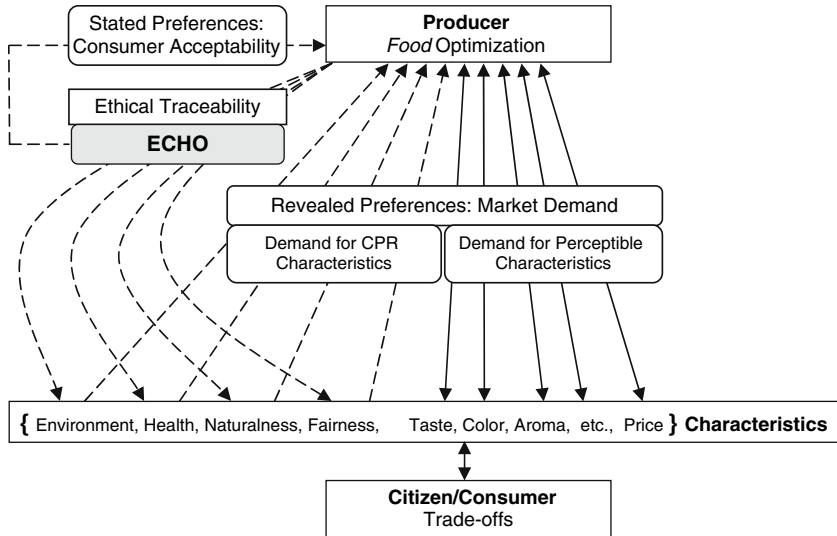 Stated Preferences:
Consumer Acceptability
Producer
Food Optimization
Ethical Traceability
ECHO
Revealed Preferences: Market Demand
Demand for CPR
Characteristics
Demand for Perceptible
Characteristics
{ Environment, Health, Naturalness, Fairness, Taste, Color, Aroma, etc., Price } Characteristics
Citizen/Consumer
Trade-offs